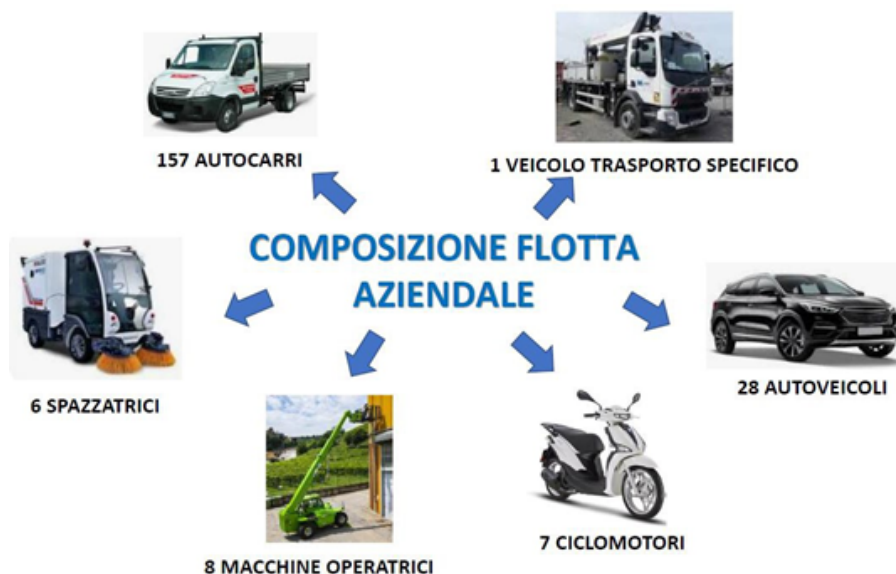 157 AUTOCARRI
1 VEICOLO TRASPORTO SPECIFICO
COMPOSIZIONE FLOTTA
AZIENDALE
28 AUTOVEICOLI
6 SPAZZATRICI
7 CICLOMOTORI
8 MACCHINE OPERATRICI